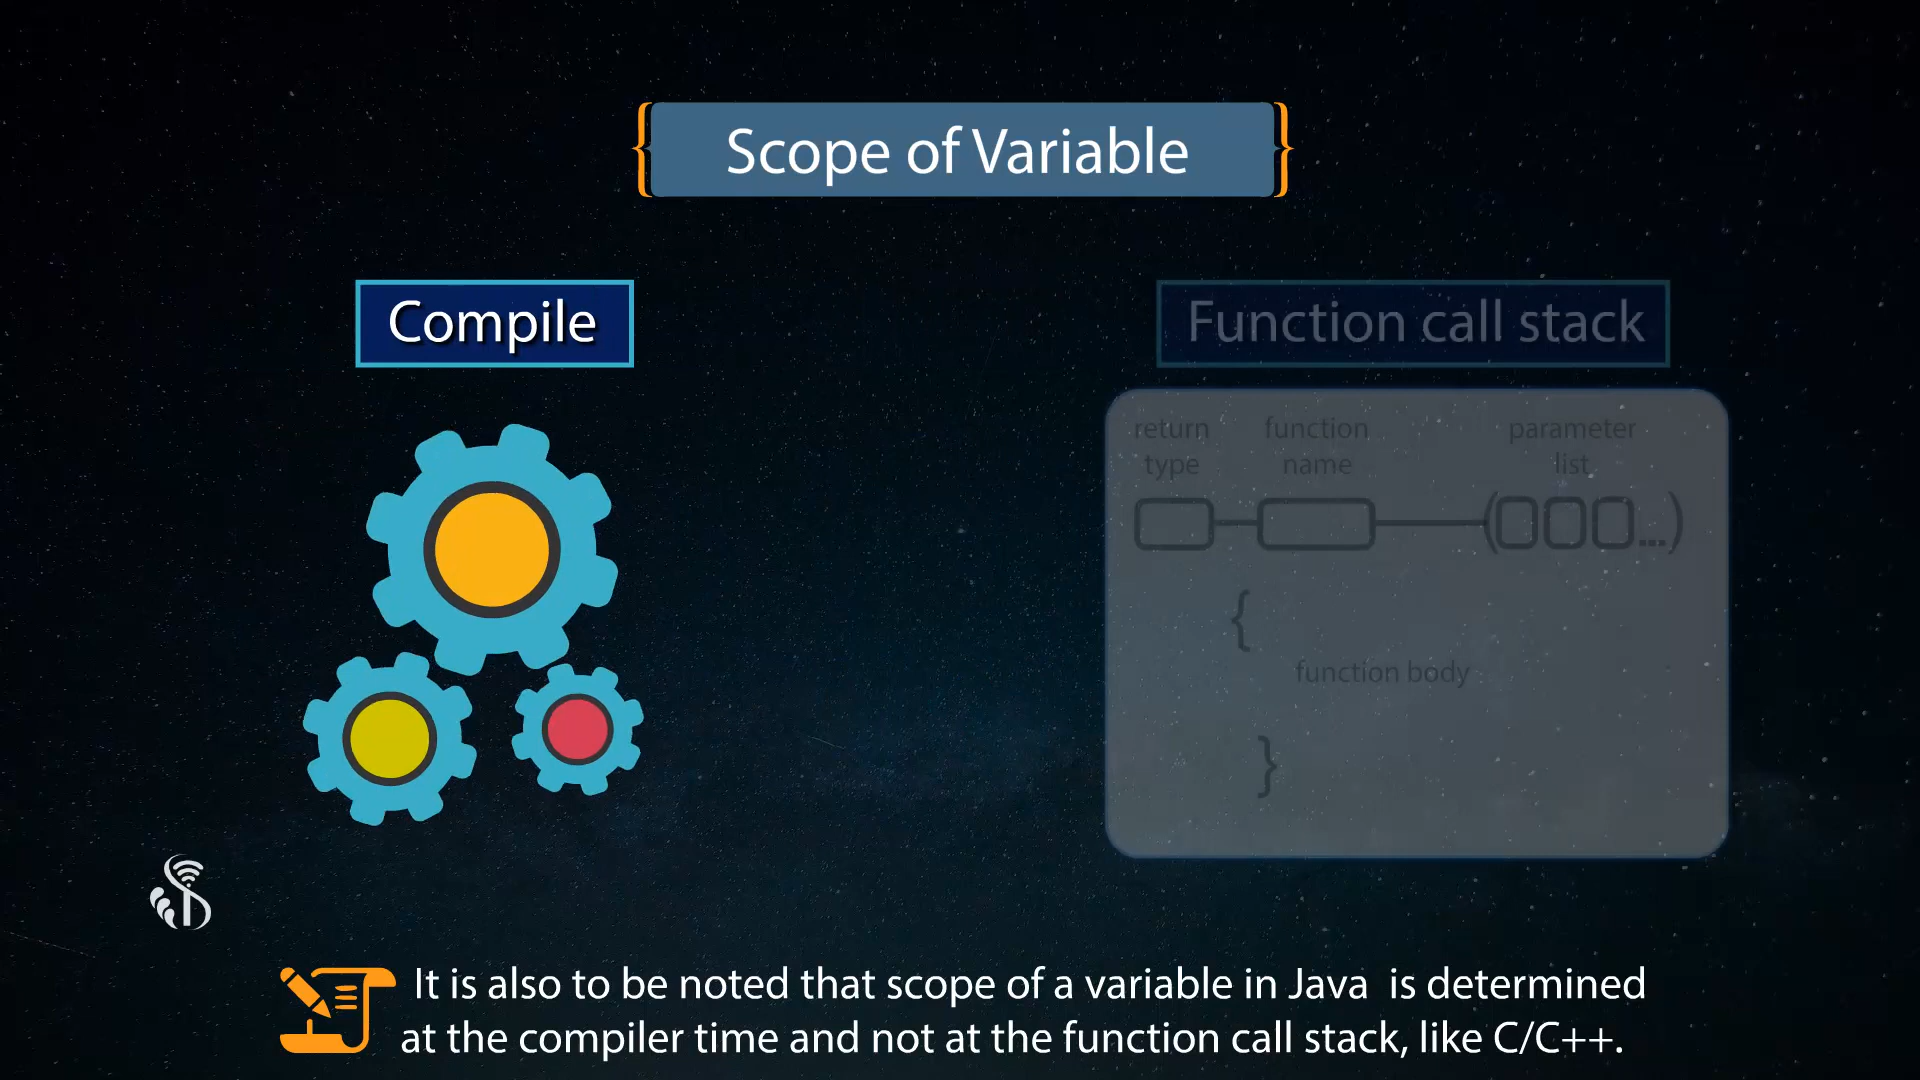 { Scope of Variable }
Compile
Function call stack
return type
function name
parameter list
(...)
{
function body
}
It is also to be noted that scope of a variable in Java is determined
at the compiler time and not at the function call stack, like C/C++.